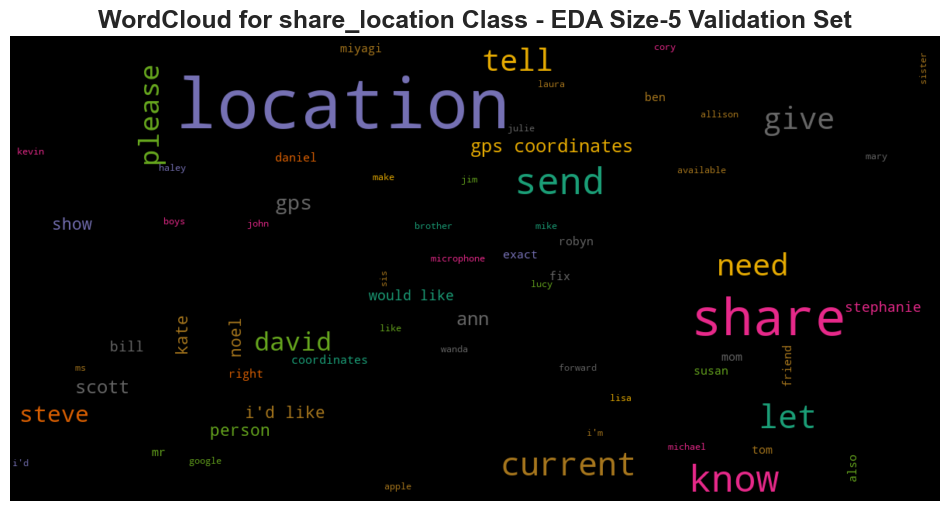 WordCloud for share_location Class - EDA Size-5 Validation Set
miyagi
cory
tell
sister
please
location
laura
ben
allison
give
julie
gps coordinates
kevin
daniel
mary
haley
make
jim
send
available
gps
show
boys
john
brother
mike
robyn
microphone
exact
need
sis
fix
lucy
would like
share
stephanie
ann
kate
noel
david
like
bill
wanda
coordinates
mom
friend
ms
right
forward
susan
scott
lisa
steve
i'd like
let
person
i'm
mr
michael
tom
i'd
google
current
know
also
apple